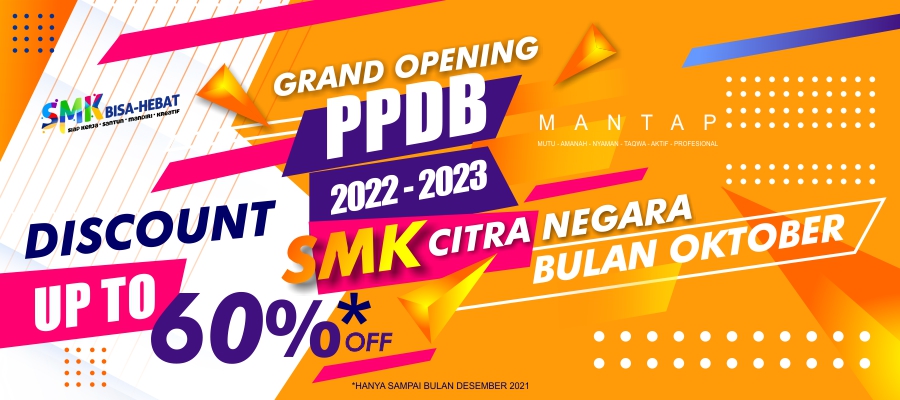 SMK BISA-HEBAT
SIAP KERJA • SANTUN • MANDIRI • KREATIF
GRAND OPENING
PPDB
2022 - 2023
SMK CITRA NEGARA
BULAN OKTOBER
MANTAP
MUTU - AMANAH - NYAMAN - TAQWA - AKTIF - PROFESIONAL
DISCOUNT
UP TO
60%*
OFF
*HANYA SAMPAI BULAN DESEMBER 2021